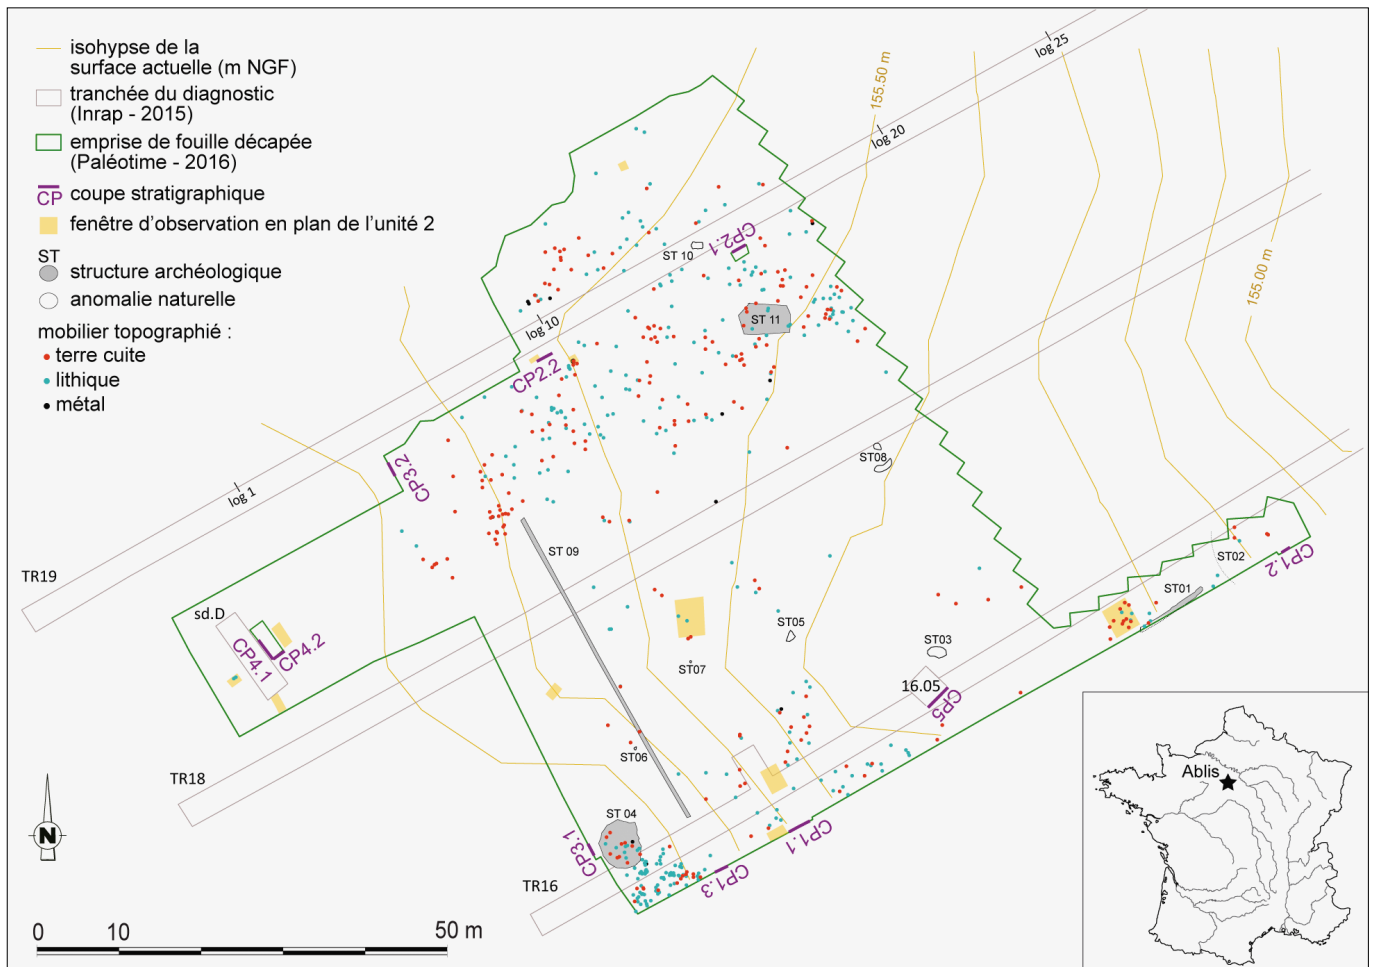 isohypse de la
surface actuelle (m NGF)
tranchée du diagnostic
(Inrap - 2015)
emprise de fouille décapée
(Paléotime - 2016)
CP coupe stratigraphique
fenêtre d'observation en plan de l'unité 2
ST
structure archéologique
anomalie naturelle
mobilier topographié :
terre cuite
lithique
métal
log 25
155.50 m
log 20
CP2.1
ST 10
155.00 m
ST 11
log 10
CP2.2
ST08
CP3.2
log 1
ST 09
CP1.2
ST02
ST01
TR19
sd.D
CP4.2
CP4.1
ST05
ST03
ST07
16.05
CP5
ST06
TR18
Ablis
N
ST 04
CP3.1
CP1.1
CP1.3
TR16
0 10 50 m